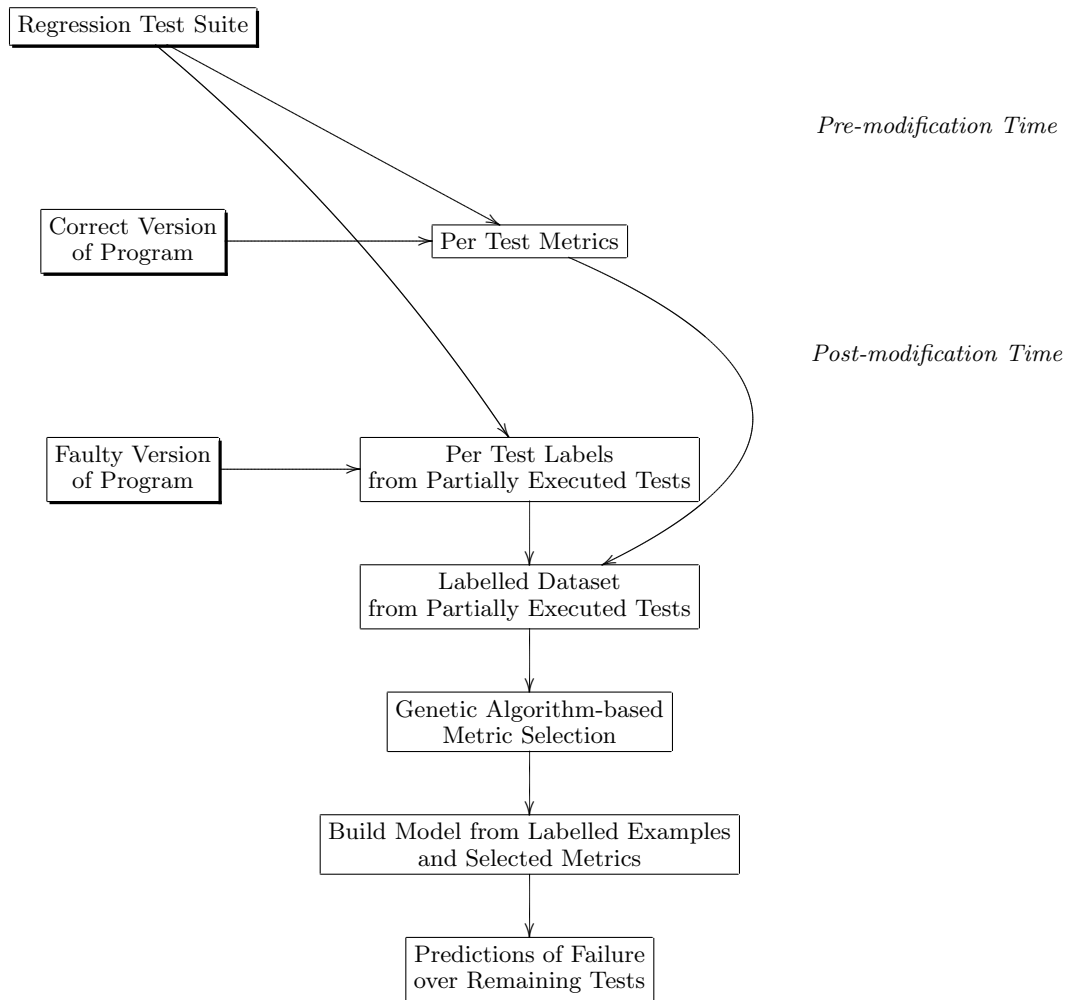 Regression Test Suite
Pre-modification Time
Correct Version
of Program
Per Test Metrics
Post-modification Time
Faulty Version
of Program
Per Test Labels
from Partially Executed Tests
Labelled Dataset
from Partially Executed Tests
Genetic Algorithm-based
Metric Selection
Build Model from Labelled Examples
and Selected Metrics
Predictions of Failure
over Remaining Tests